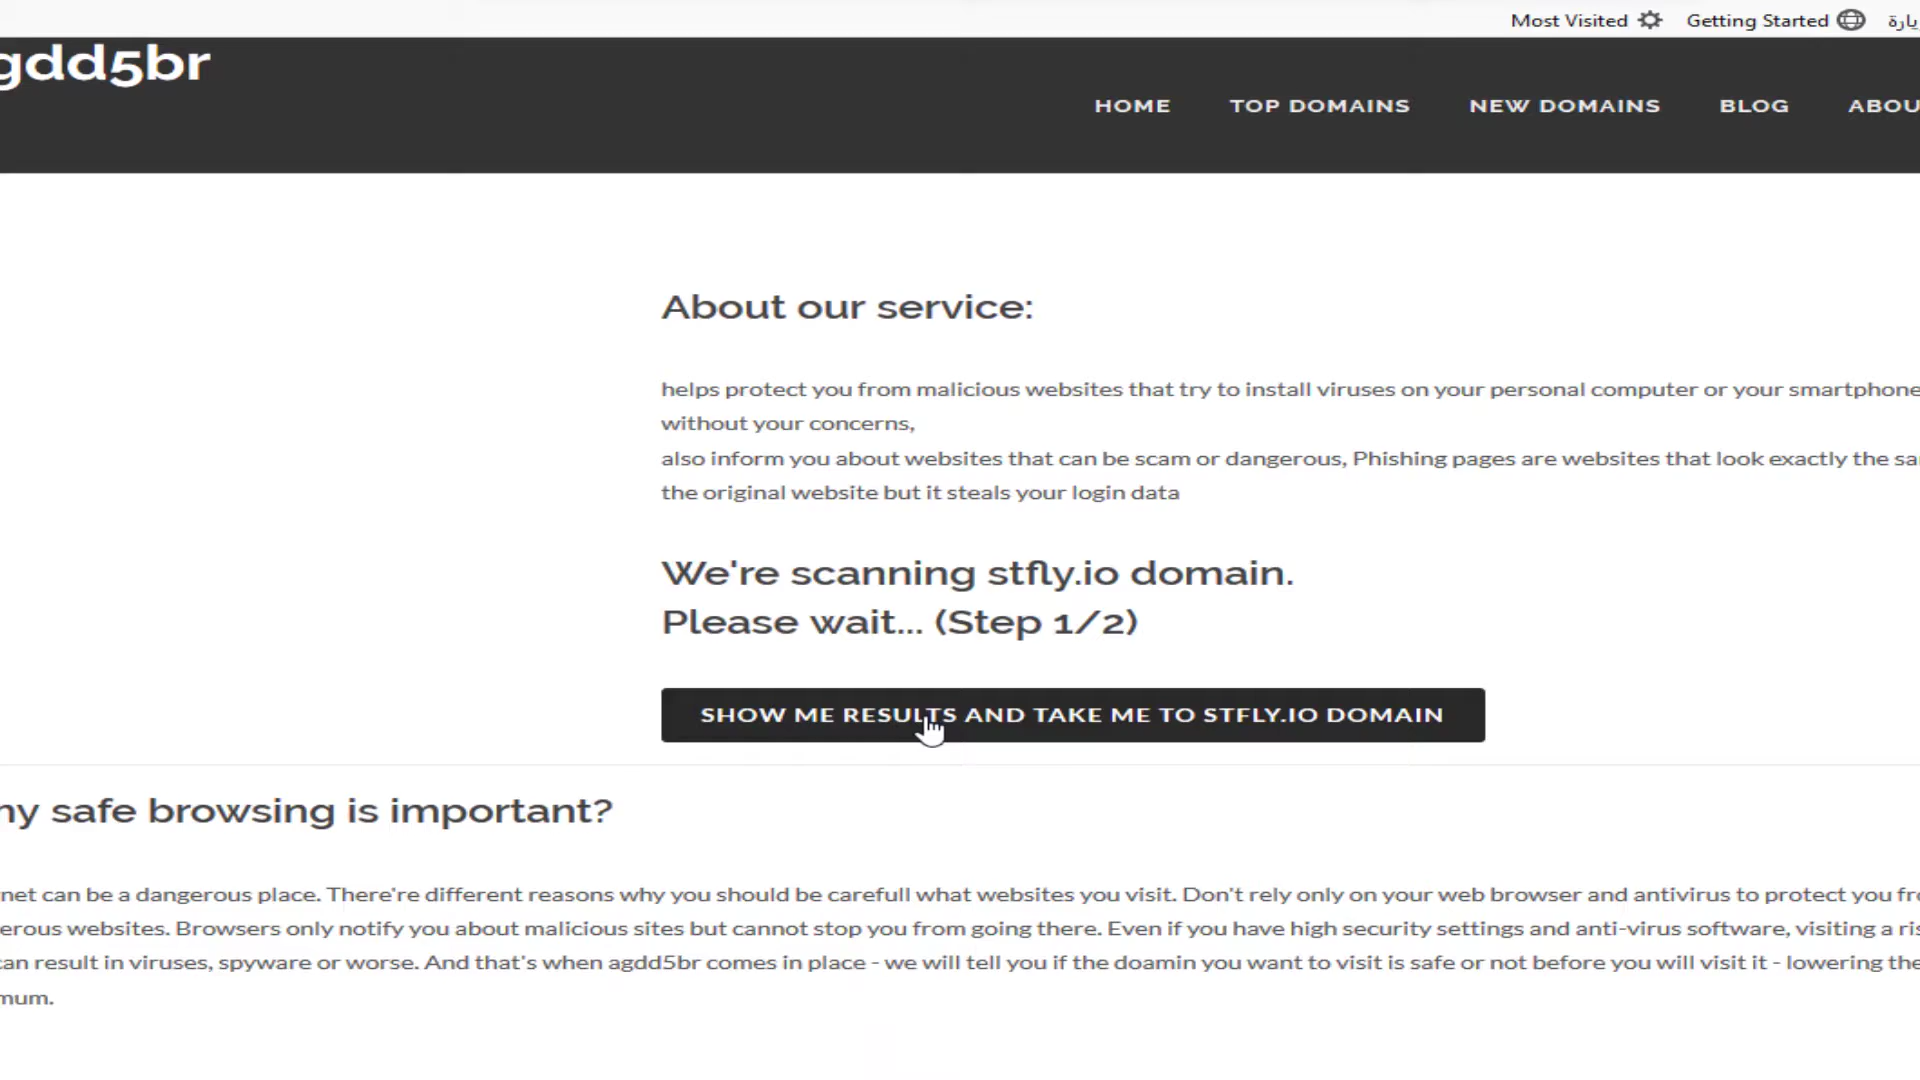 Most Visited Getting Started
gdd5br
HOME TOP DOMAINS NEW DOMAINS BLOG ABOU
About our service:
helps protect you from malicious websites that try to install viruses on your personal computer or your smartphone
without your concerns,
also inform you about websites that can be scam or dangerous, Phishing pages are websites that look exactly the sa
the original website but it steals your login data
We're scanning stfly.io domain.
Please wait... (Step 1/2)
SHOW ME RESULTS AND TAKE ME TO STFLY.IO DOMAIN
hy safe browsing is important?
net can be a dangerous place. There're different reasons why you should be carefull what websites you visit. Don't rely only on your web browser and antivirus to protect you fr
erous websites. Browsers only notify you about malicious sites but cannot stop you from going there. Even if you have high security settings and anti-virus software, visiting a ris
can result in viruses, spyware or worse. And that's when agdd5br comes in place - we will tell you if the doamin you want to visit is safe or not before you will visit it - lowering the
mum.